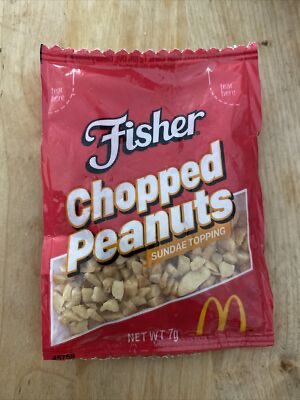 tear here
tear here
Fisher
Chopped
Peanuts
SUNDAE TOPPING
NET WT 7g